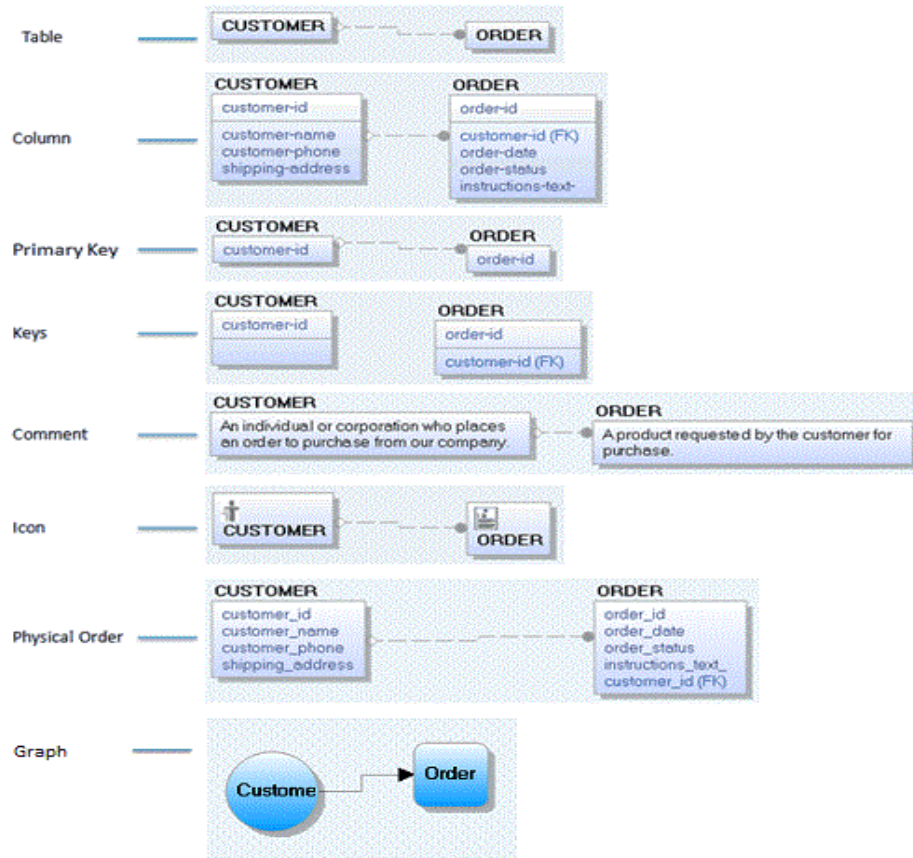 Table
CUSTOMER
ORDER
Column
CUSTOMER
customer-id
customer-name
customer-phone
shipping-address
ORDER
order-id
customer-id (FK)
order-date
order-status
instructions-text-
Primary Key
CUSTOMER
customer-id
ORDER
order-id
Keys
CUSTOMER
customer-id
ORDER
order-id
customer-id (FK)
Comment
CUSTOMER
An individual or corporation who places
an order to purchase from our company.
ORDER
A product requested by the customer for
purchase.
Icon
CUSTOMER
ORDER
Physical Order
CUSTOMER
customer_id
customer_name
customer_phone
shipping_address
ORDER
order_id
order_date
order_status
instructions_text_
customer_id (FK)
Graph
Custome
Order